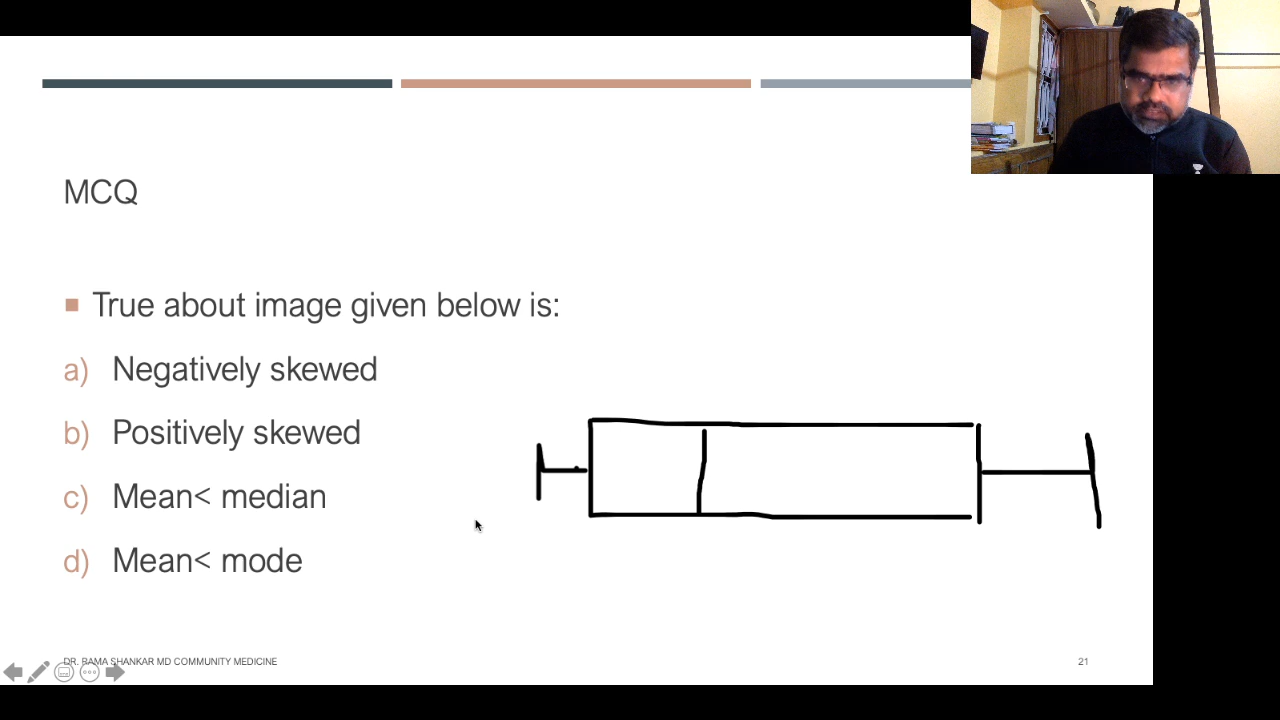 MCQ
True about image given below is:
a) Negatively skewed
b) Positively skewed
c) Mean< median
d) Mean< mode
DR. RAMA SHANKAR MD COMMUNITY MEDICINE
21